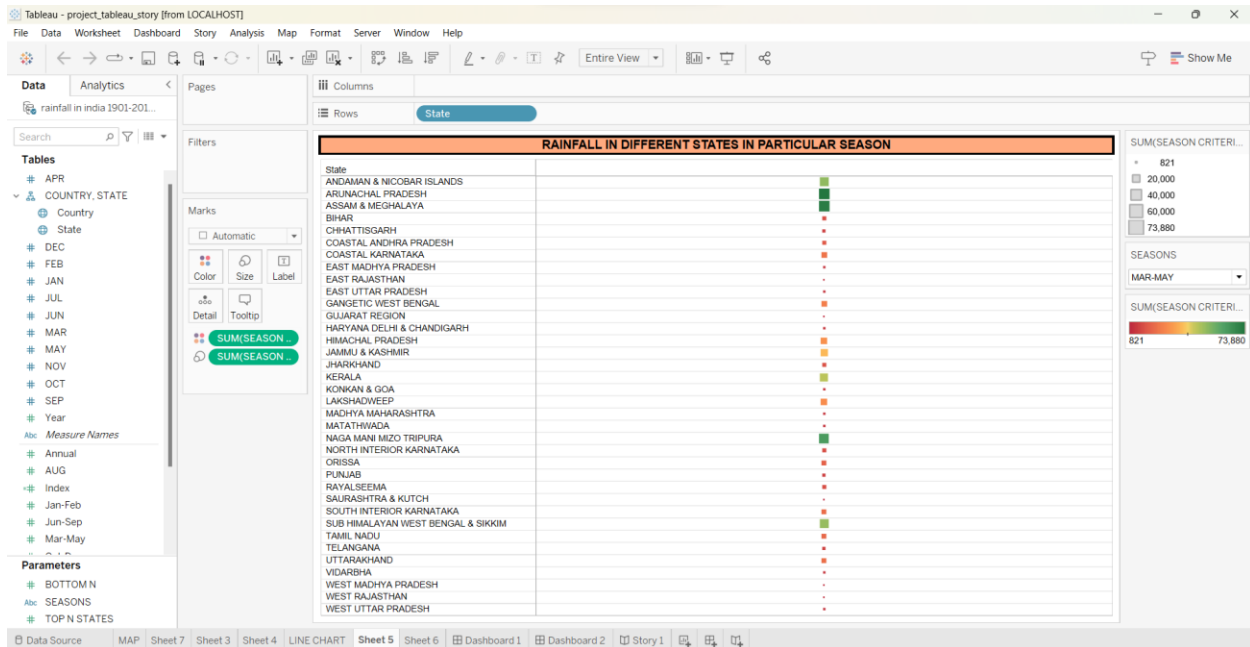 Tableau - project_tableau_story [from LOCALHOST]
File Data Worksheet Dashboard Story Analysis Map Format Server Window Help
Entire View
Show Me
Data Analytics
rainfall in india 1901-201...
Search
Tables
APR
COUNTRY, STATE
Country
State
DEC
FEB
JAN
JUL
JUN
MAR
MAY
NOV
OCT
SEP
Year
Abc Measure Names
Annual
AUG
Index
Jan-Feb
Jun-Sep
Mar-May
Parameters
BOTTOM N
Abc SEASONS
TOP N STATES
Pages
Filters
Marks
Automatic
Color Size Label
Detail Tooltip
SUM(SEASON ..
SUM(SEASON ..
Columns
Rows State
RAINFALL IN DIFFERENT STATES IN PARTICULAR SEASON
State
ANDAMAN & NICOBAR ISLANDS
ARUNACHAL PRADESH
ASSAM & MEGHALAYA
BIHAR
CHHATTISGARH
COASTAL ANDHRA PRADESH
COASTAL KARNATAKA
EAST MADHYA PRADESH
EAST RAJASTHAN
EAST UTTAR PRADESH
GANGETIC WEST BENGAL
GUJARAT REGION
HARYANA DELHI & CHANDIGARH
HIMACHAL PRADESH
JAMMU & KASHMIR
JHARKHAND
KERALA
KONKAN & GOA
LAKSHADWEEP
MADHYA MAHARASHTRA
MATATHWADA
NAGA MANI MIZO TRIPURA
NORTH INTERIOR KARNATAKA
ORISSA
PUNJAB
RAYALSEEMA
SAURASHTRA & KUTCH
SOUTH INTERIOR KARNATAKA
SUB HIMALAYAN WEST BENGAL & SIKKIM
TAMIL NADU
TELANGANA
UTTARAKHAND
VIDARBHA
WEST MADHYA PRADESH
WEST RAJASTHAN
WEST UTTAR PRADESH
SUM(SEASON CRITERI...
821
20,000
40,000
60,000
73,880
SEASONS
MAR-MAY
SUM(SEASON CRITERI...
821 73,880
Data Source MAP Sheet 7 Sheet 3 Sheet 4 LINE CHART Sheet 5 Sheet 6 Dashboard 1 Dashboard 2 Story 1